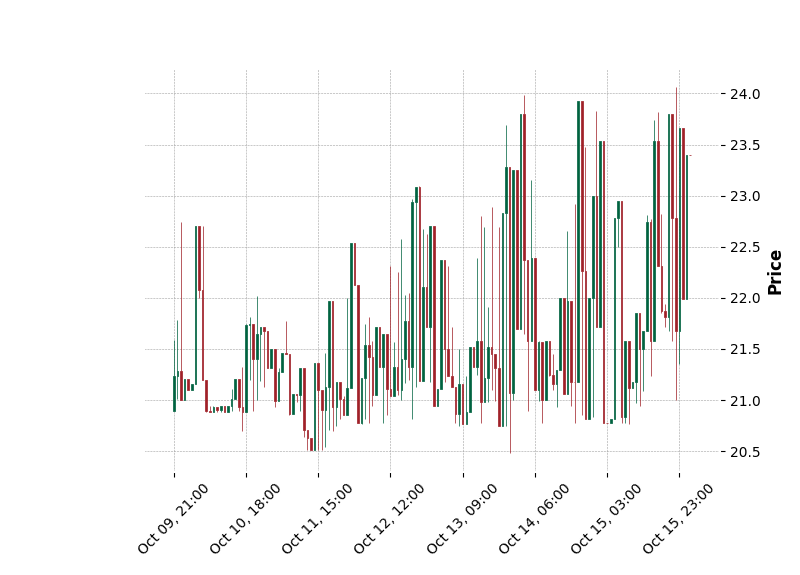 24.0
23.5
23.0
22.5
22.0
21.5
21.0
20.5
Price
Oct 09, 21:00
Oct 10, 18:00
Oct 11, 15:00
Oct 12, 12:00
Oct 13, 09:00
Oct 14, 06:00
Oct 15, 03:00
Oct 15, 23:00